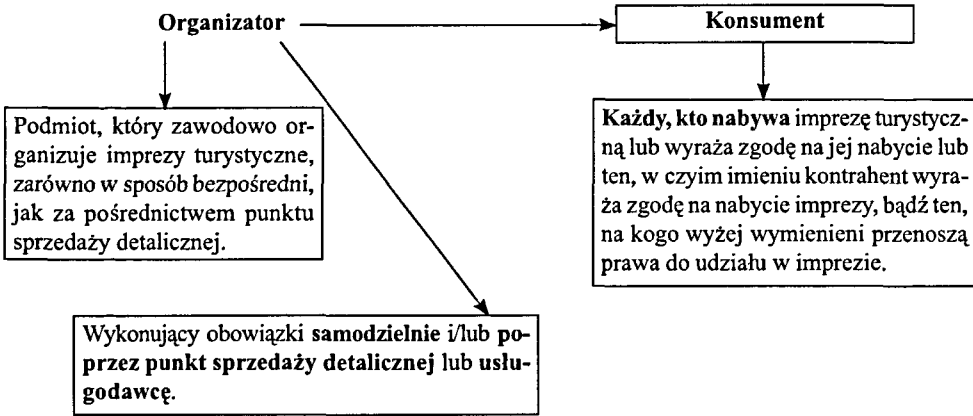 Organizator
Konsument
Podmiot, który zawodowo or-
ganizuje imprezy turystyczne,
zarówno w sposób bezpośredni,
jak za pośrednictwem punktu
sprzedaży detalicznej.
Każdy, kto nabywa imprezę turystycz-
ną lub wyraża zgodę na jej nabycie lub
ten, w czyim imieniu kontrahent wyra-
ża zgodę na nabycie imprezy, bądź ten,
na kogo wyżej wymienieni przenoszą
prawa do udziału w imprezie.
Wykonujący obowiązki samodzielnie i/lub po-
przez punkt sprzedaży detalicznej lub usłu-
godawcę.